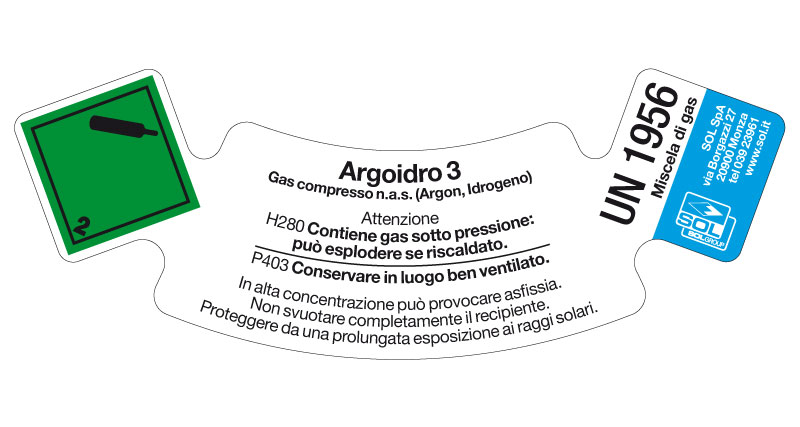 2
Argoidro 3
Gas compresso n.a.s. (Argon, Idrogeno)
Attenzione
H280 Contiene gas sotto pressione:
può esplodere se riscaldato.
P403 Conservare in luogo ben ventilato.
In alta concentrazione può provocare asfissia.
Non svuotare completamente il recipiente.
Proteggere da una prolungata esposizione ai raggi solari.
UN 1956
Miscela di gas
SOL SpA
via Borgazzi 27
20900 Monza
tel 039 23961
www.sol.it
SOL
SOLGROUP